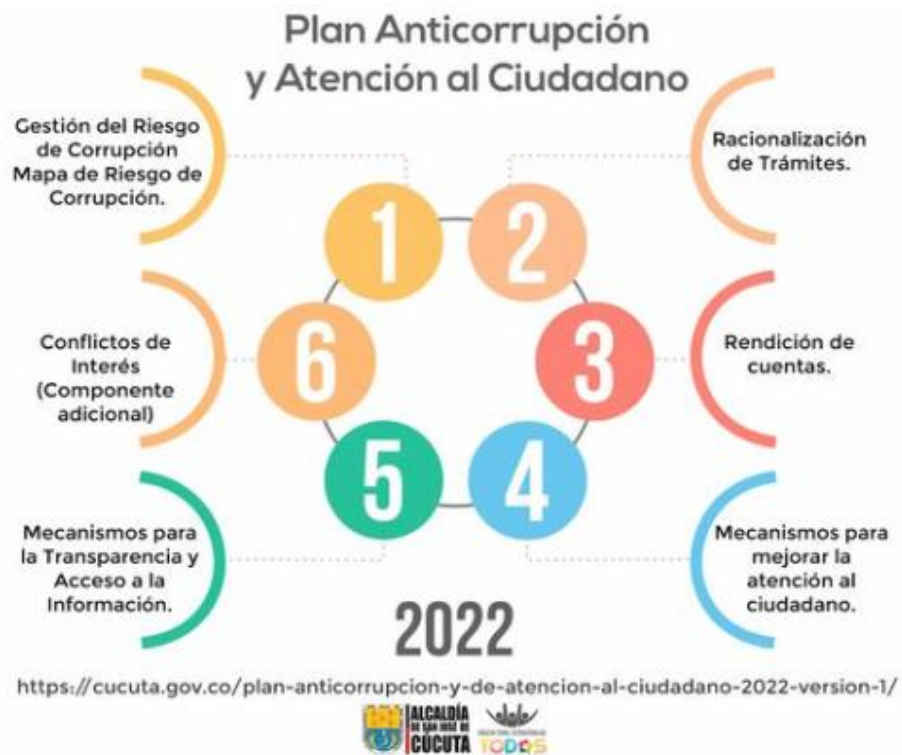 Plan Anticorrupción
y Atención al Ciudadano
Gestión del Riesgo
de Corrupción
Mapa de Riesgo de
Corrupción.
1
2
Racionalización
de Trámites.
Conflictos de
Interés
(Componente
adicional)
6
3
Rendición de
cuentas.
Mecanismos para
la Transparencia y
Acceso a la
Información.
5
4
Mecanismos para
mejorar la
atención al
ciudadano.
2022
https://cucuta.gov.co/plan-anticorrupcion-y-de-atencion-al-ciudadano-2022-version-1/
ALCALDÍA
DE SAN JOSÉ DE
CÚCUTA
TODOS